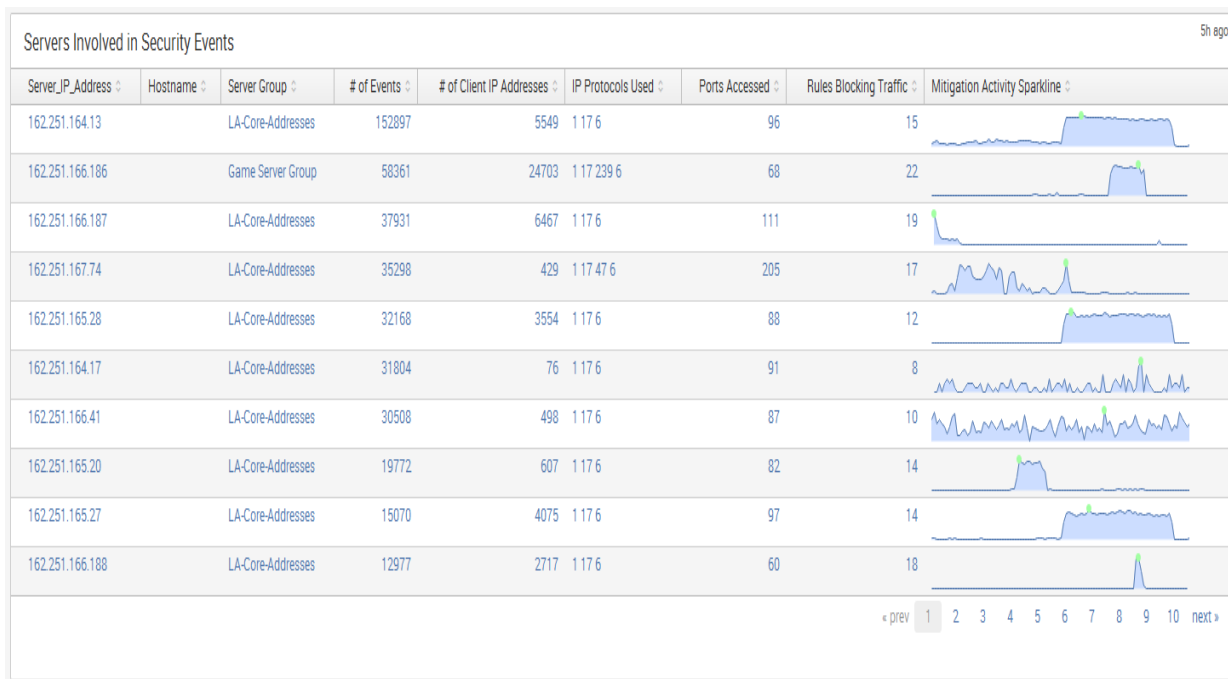 5h ago
Servers Involved in Security Events
Server_IP_Address Hostname Server Group # of Events # of Client IP Addresses IP Protocols Used Ports Accessed Rules Blocking Traffic Mitigation Activity Sparkline
162.251.164.13 LA-Core-Addresses 152897 5549 1 17 6 96 15
162.251.166.186 Game Server Group 58361 24703 1 17 239 6 68 22
162.251.166.187 LA-Core-Addresses 37931 6467 1 17 6 111 19
162.251.167.74 LA-Core-Addresses 35298 429 1 17 47 6 205 17
162.251.165.28 LA-Core-Addresses 32168 3554 1 17 6 88 12
162.251.164.17 LA-Core-Addresses 31804 76 1 17 6 91 8
162.251.166.41 LA-Core-Addresses 30508 498 1 17 6 87 10
162.251.165.20 LA-Core-Addresses 19772 607 1 17 6 82 14
162.251.165.27 LA-Core-Addresses 15070 4075 1 17 6 97 14
162.251.166.188 LA-Core-Addresses 12977 2717 1 17 6 60 18
« prev 1 2 3 4 5 6 7 8 9 10 next »